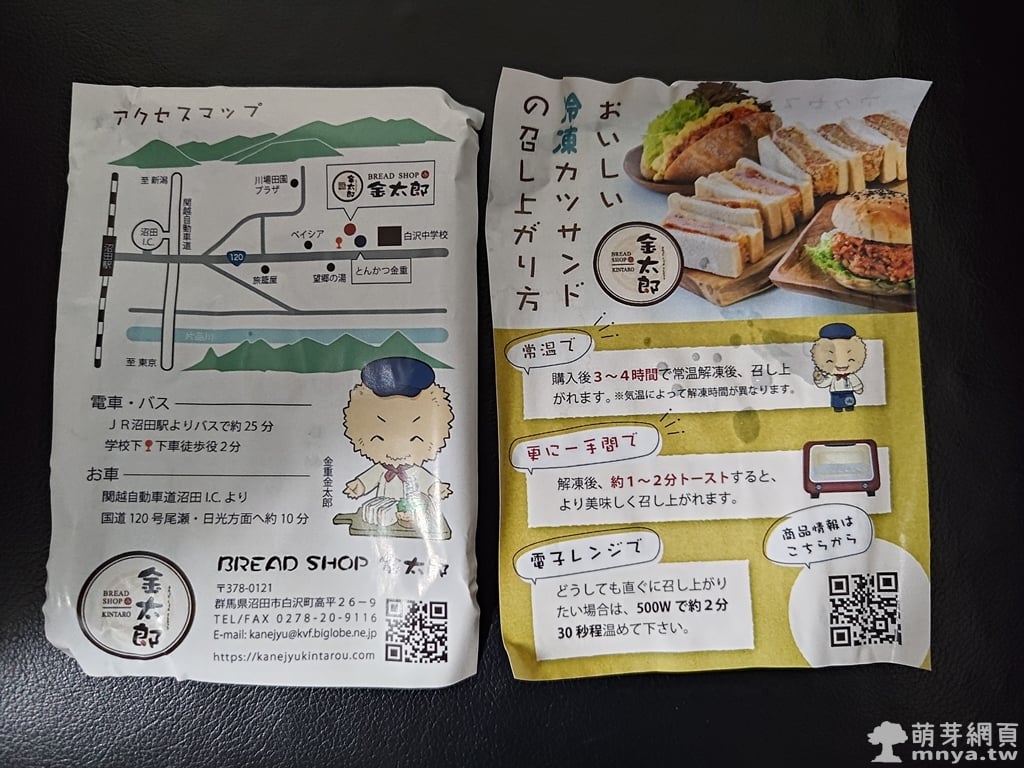 アクセスマップ
至 新潟
川場田園
プラザ
BREAD SHOP
金太郎
金太郎
関越自動車道
沼田
I.C.
沼田駅
ベイシア
白沢中学校
120
旅籠屋
望郷の湯
とんかつ金重
片品川
至 東京
電車・バス
JR沼田駅よりバスで約25分
学校下 下車徒歩役2分
お車
関越自動車道沼田I.C.より
国道120号尾瀬・日光方面へ約10分
金重金太郎
BREAD SHOP
KINTARO
金太郎
BREAD SHOP 金太郎
〒378-0121
群馬県沼田市白沢町高平26-9
TEL/FAX 0278-20-9116
E-mail: kanejyu@kvf.biglobe.ne.jp
https://kanejyukintarou.com
おいしい
冷凍カツサンド
の召し上がり方
BREAD
SHOP
KINTARO
金太郎
常温で
購入後3～4時間で常温解凍後、召し上
がれます。※気温によって解凍時間が異なります。
更に一手間で
解凍後、約1～2分トーストすると、
より美味しく召し上がれます。
電子レンジで
どうしても直ぐに召し上がり
たい場合は、500Wで約2分
30秒程温めて下さい。
商品情報は
こちらから
萌芽網頁
mnya.tw